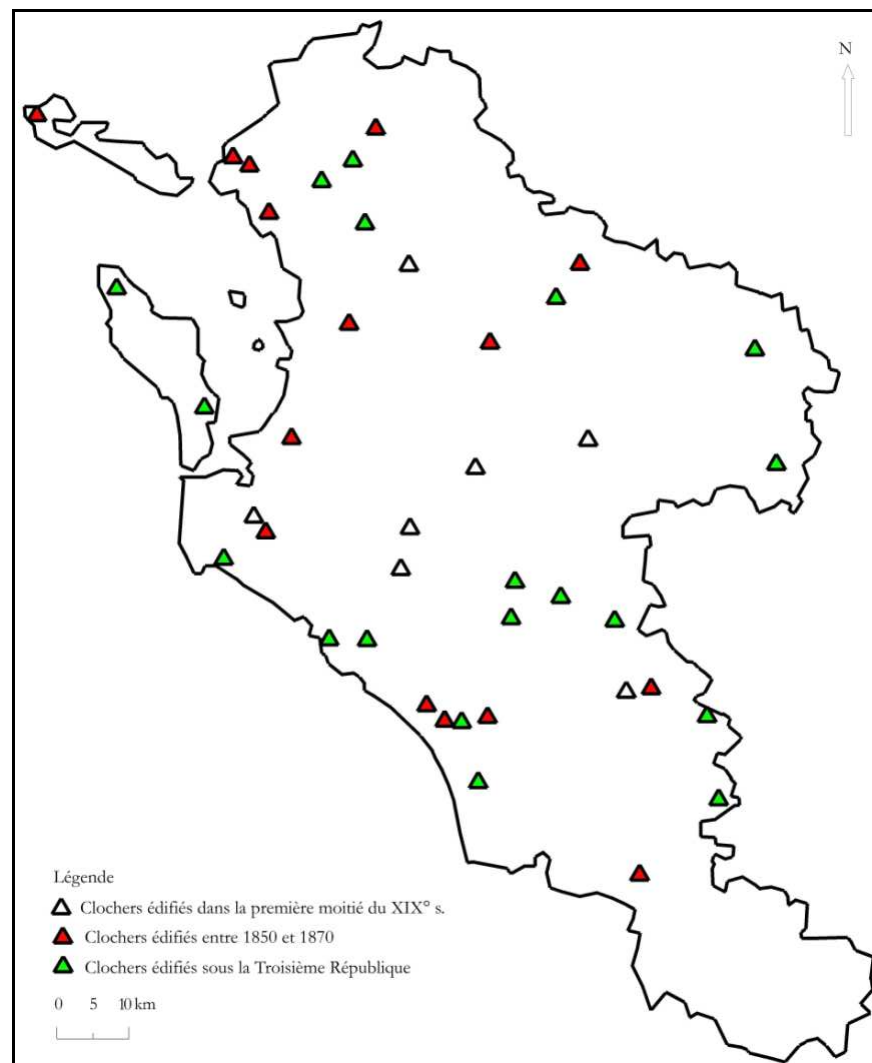 N
Légende
Clochers édifiés dans la première moitié du XIX° s.
Clochers édifiés entre 1850 et 1870
Clochers édifiés sous la Troisième République
0 5 10 km